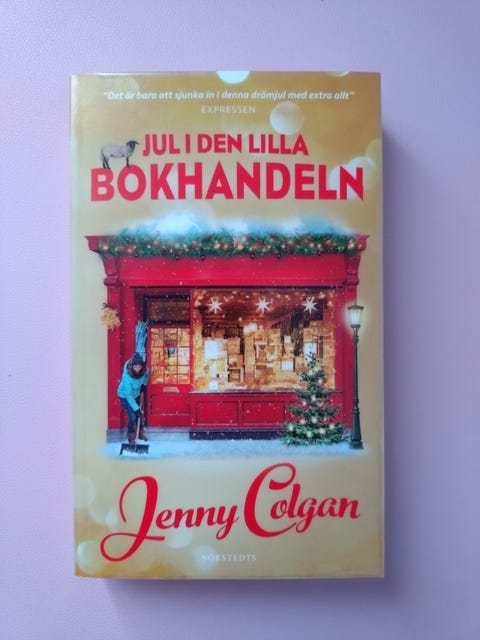 "Det är bara att sjunka in i denna drömjul med extra allt"
EXPRESSEN
JUL I DEN LILLA
BOKHANDELN
Jenny Colgan
NORSTEDTS